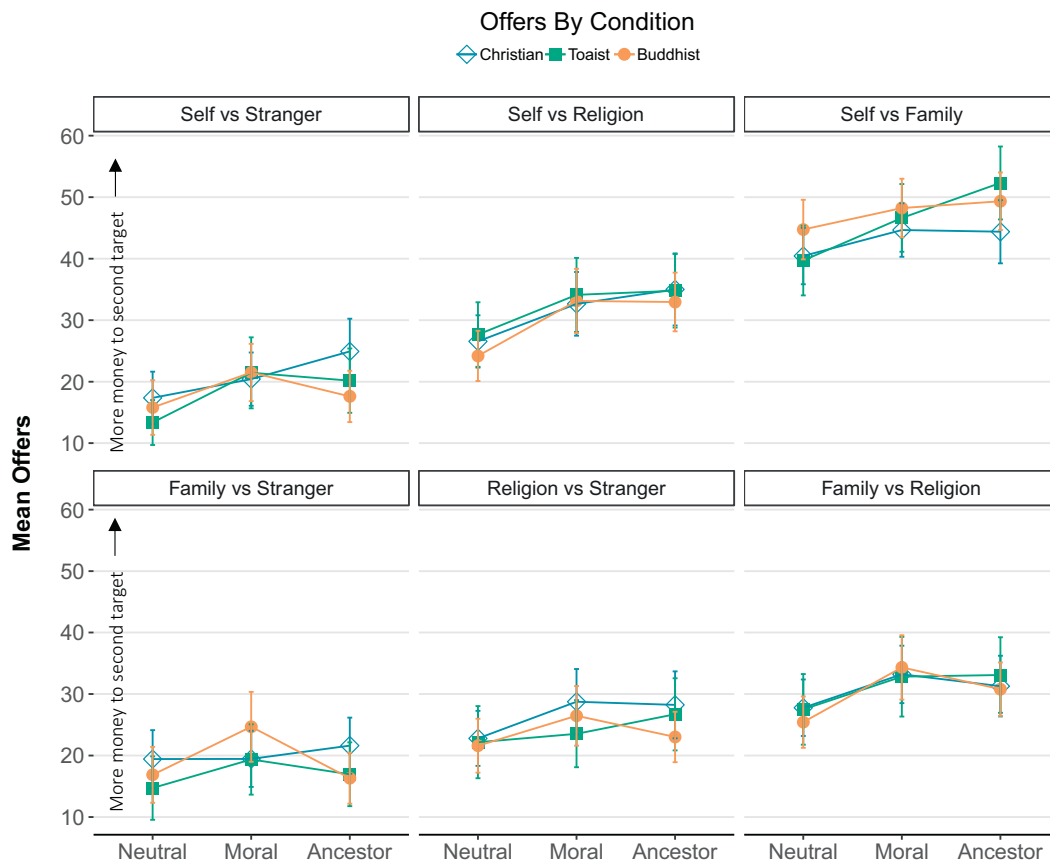 Offers By Condition
Christian Toaist Buddhist
Self vs Stranger Self vs Religion Self vs Family
60
50
40
30
20
10
More money to second target
Mean Offers
Family vs Stranger Religion vs Stranger Family vs Religion
60
50
40
30
20
10
More money to second target
Neutral Moral Ancestor Neutral Moral Ancestor Neutral Moral Ancestor